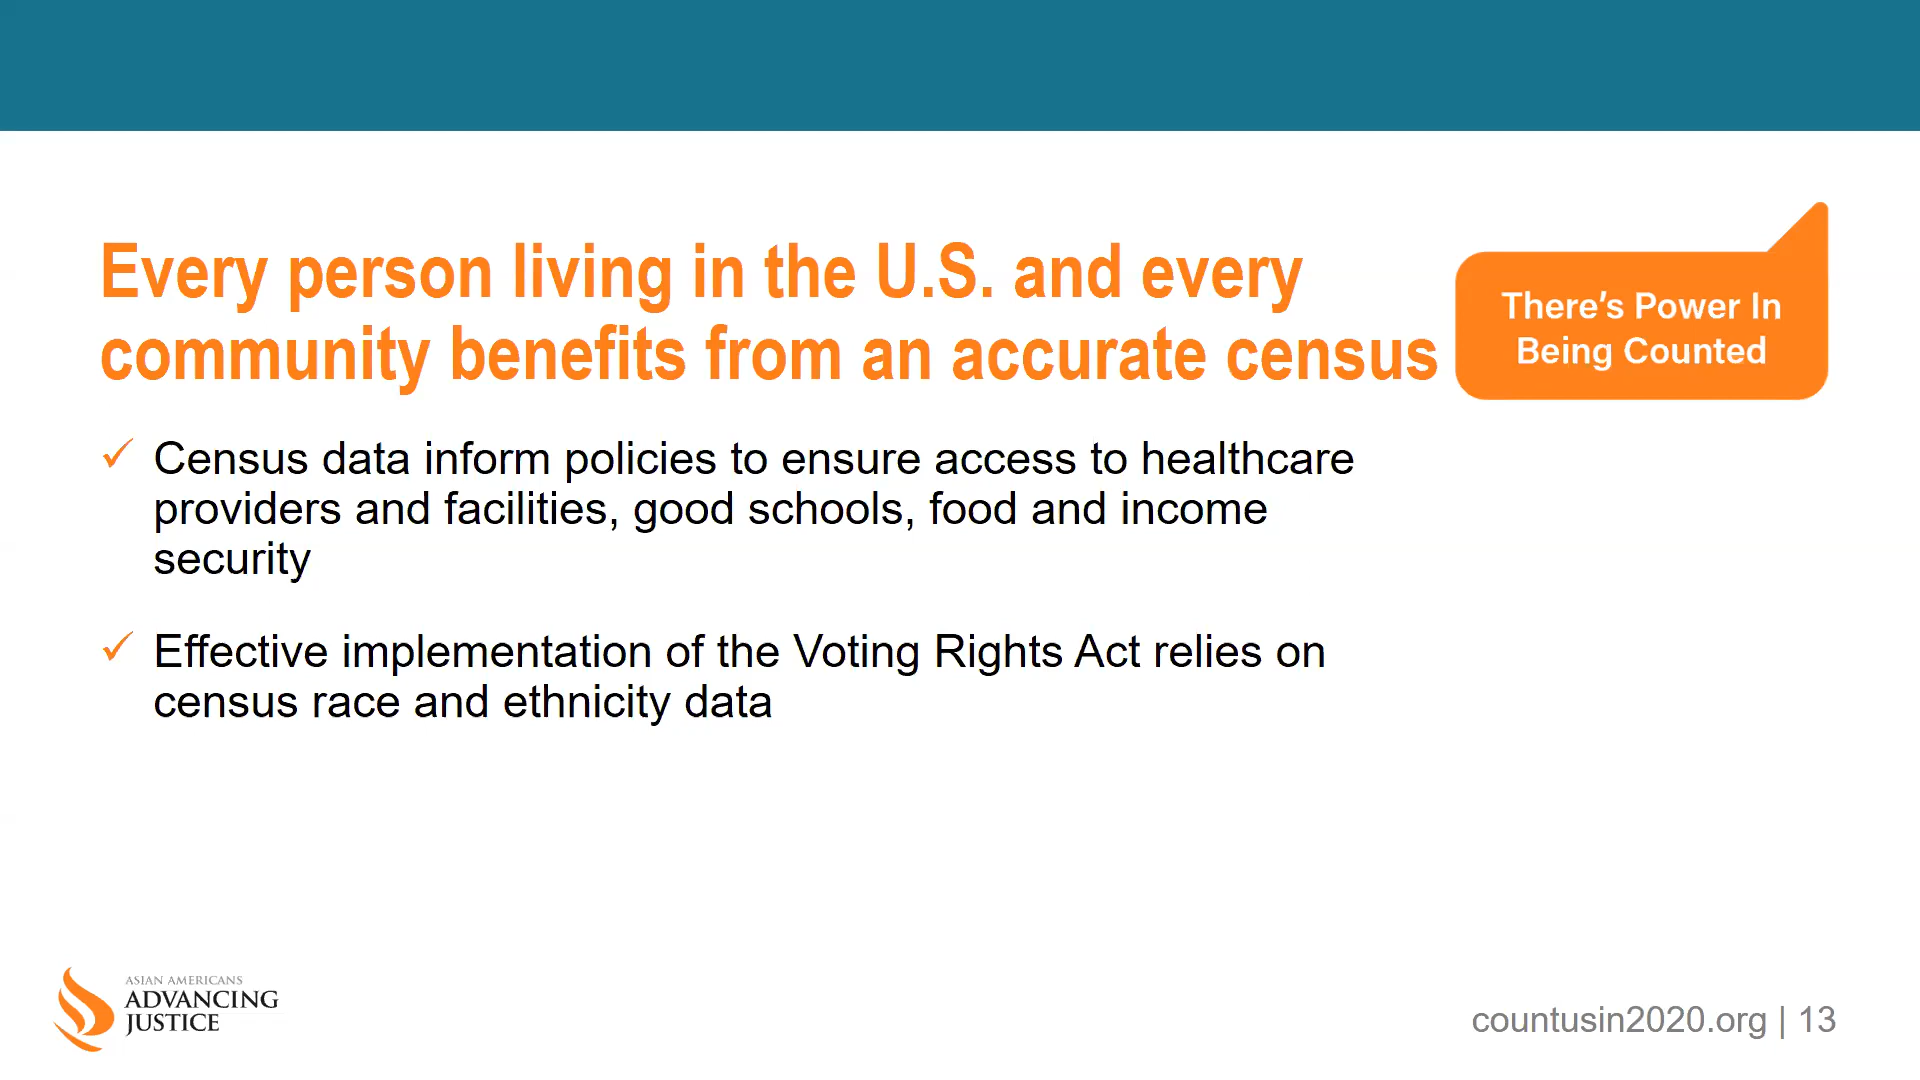 Every person living in the U.S. and every
community benefits from an accurate census
There's Power In
Being Counted
Census data inform policies to ensure access to healthcare
providers and facilities, good schools, food and income
security
Effective implementation of the Voting Rights Act relies on
census race and ethnicity data
ASIAN AMERICANS
ADVANCING
JUSTICE
countusin2020.org | 13